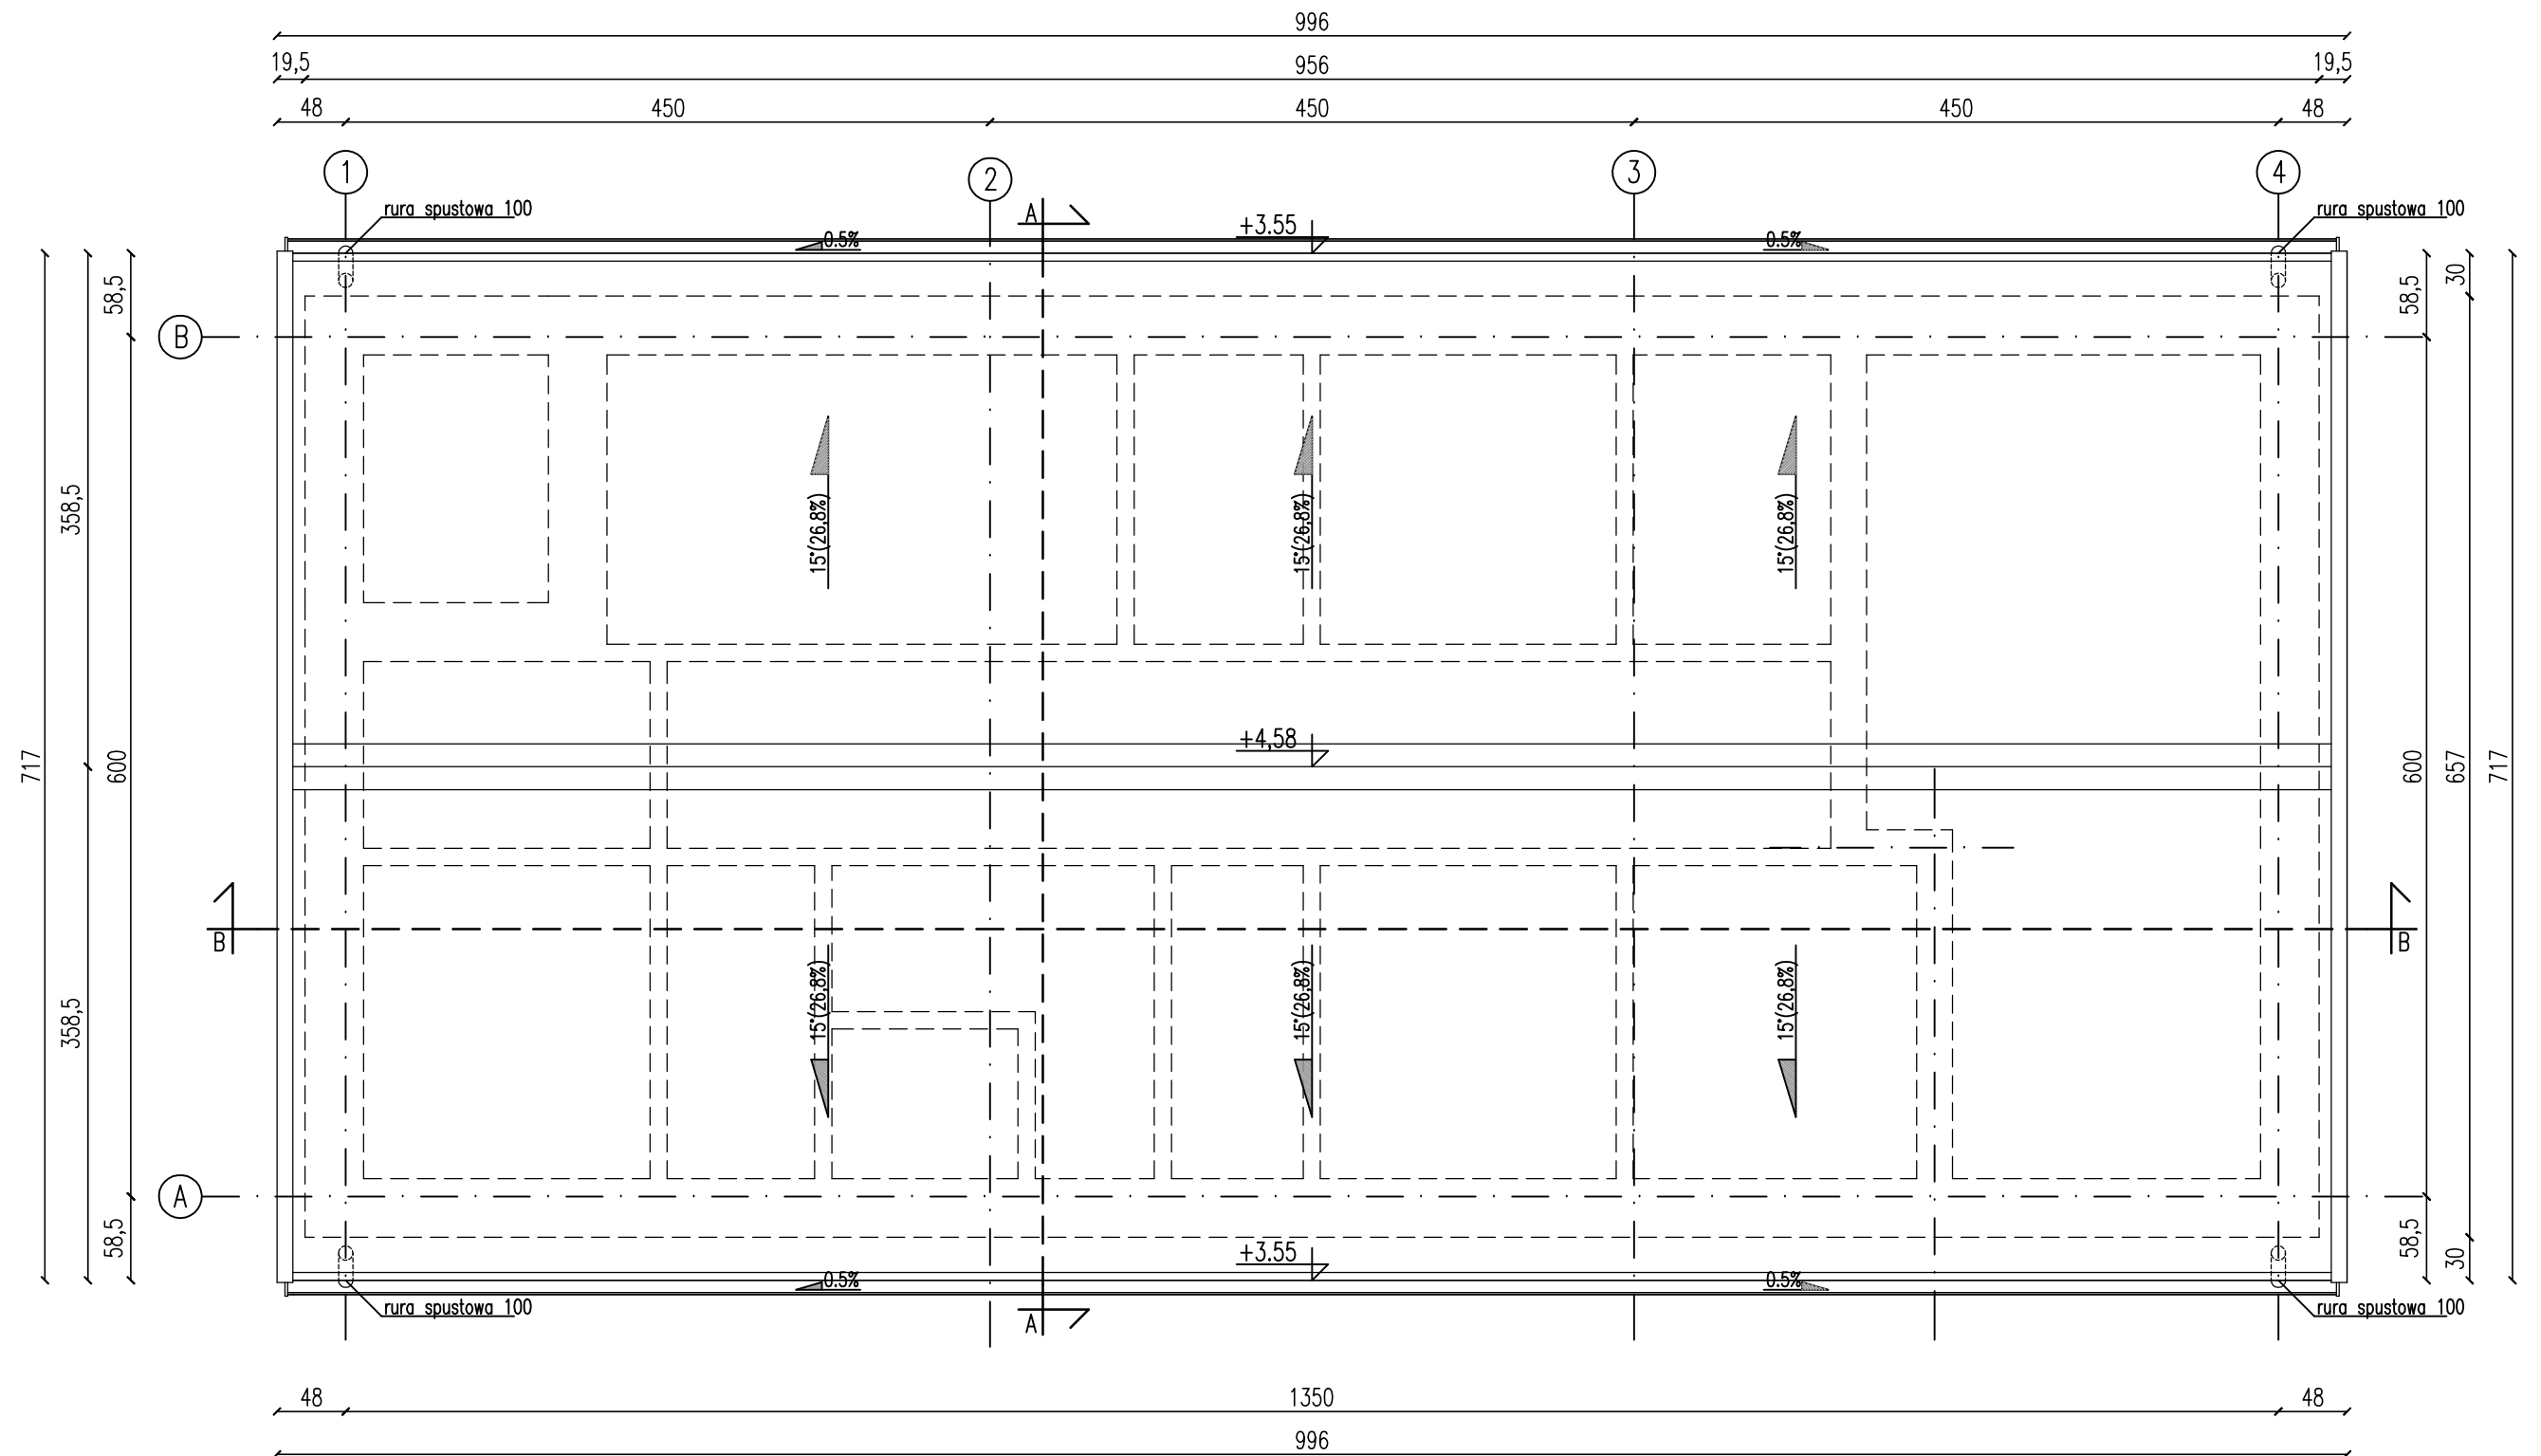 996
19,5 956 19,5
48 450 450 450 48
1 2 3 4
rura spustowa 100 A +3.55 rura spustowa 100
0.5% 0.5%
58,5 58,5 30
B
15°(26,8%) 15°(26,8%) 15°(26,8%)
358,5
+4,58
717 600 600 657 717
B B
15°(26,8%) 15°(26,8%) 15°(26,8%)
358,5
A
58,5 58,5 30
+3.55
0.5% 0.5%
rura spustowa 100 A rura spustowa 100
48 1350 48
996